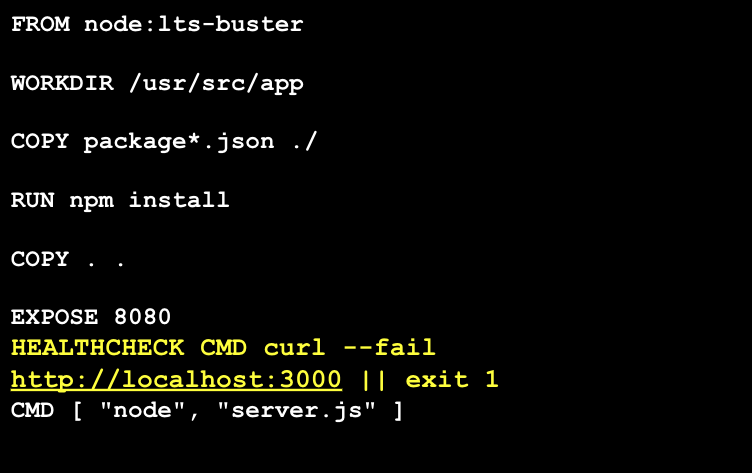 FROM node:lts-buster
WORKDIR /usr/src/app
COPY package*.json ./
RUN npm install
COPY . .
EXPOSE 8080
HEALTHCHECK CMD curl --fail
http://localhost:3000 || exit 1
CMD [ "node", "server.js" ]